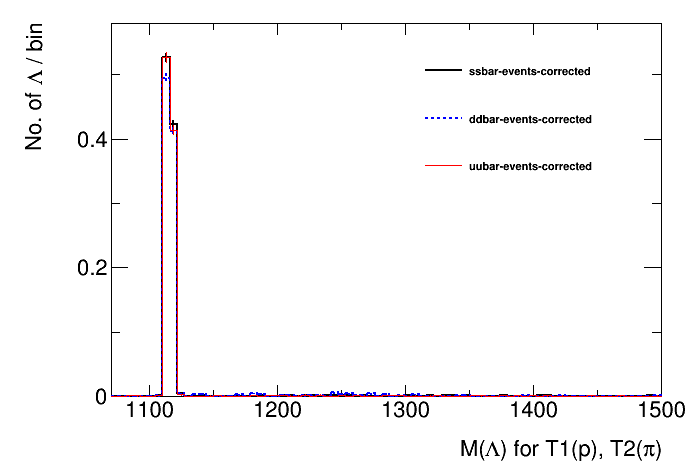 No. of Λ / bin
0.4
0.2
0
ssbar-events-corrected
ddbar-events-corrected
uubar-events-corrected
1100 1200 1300 1400 1500
M(Λ) for T1(p), T2(π)